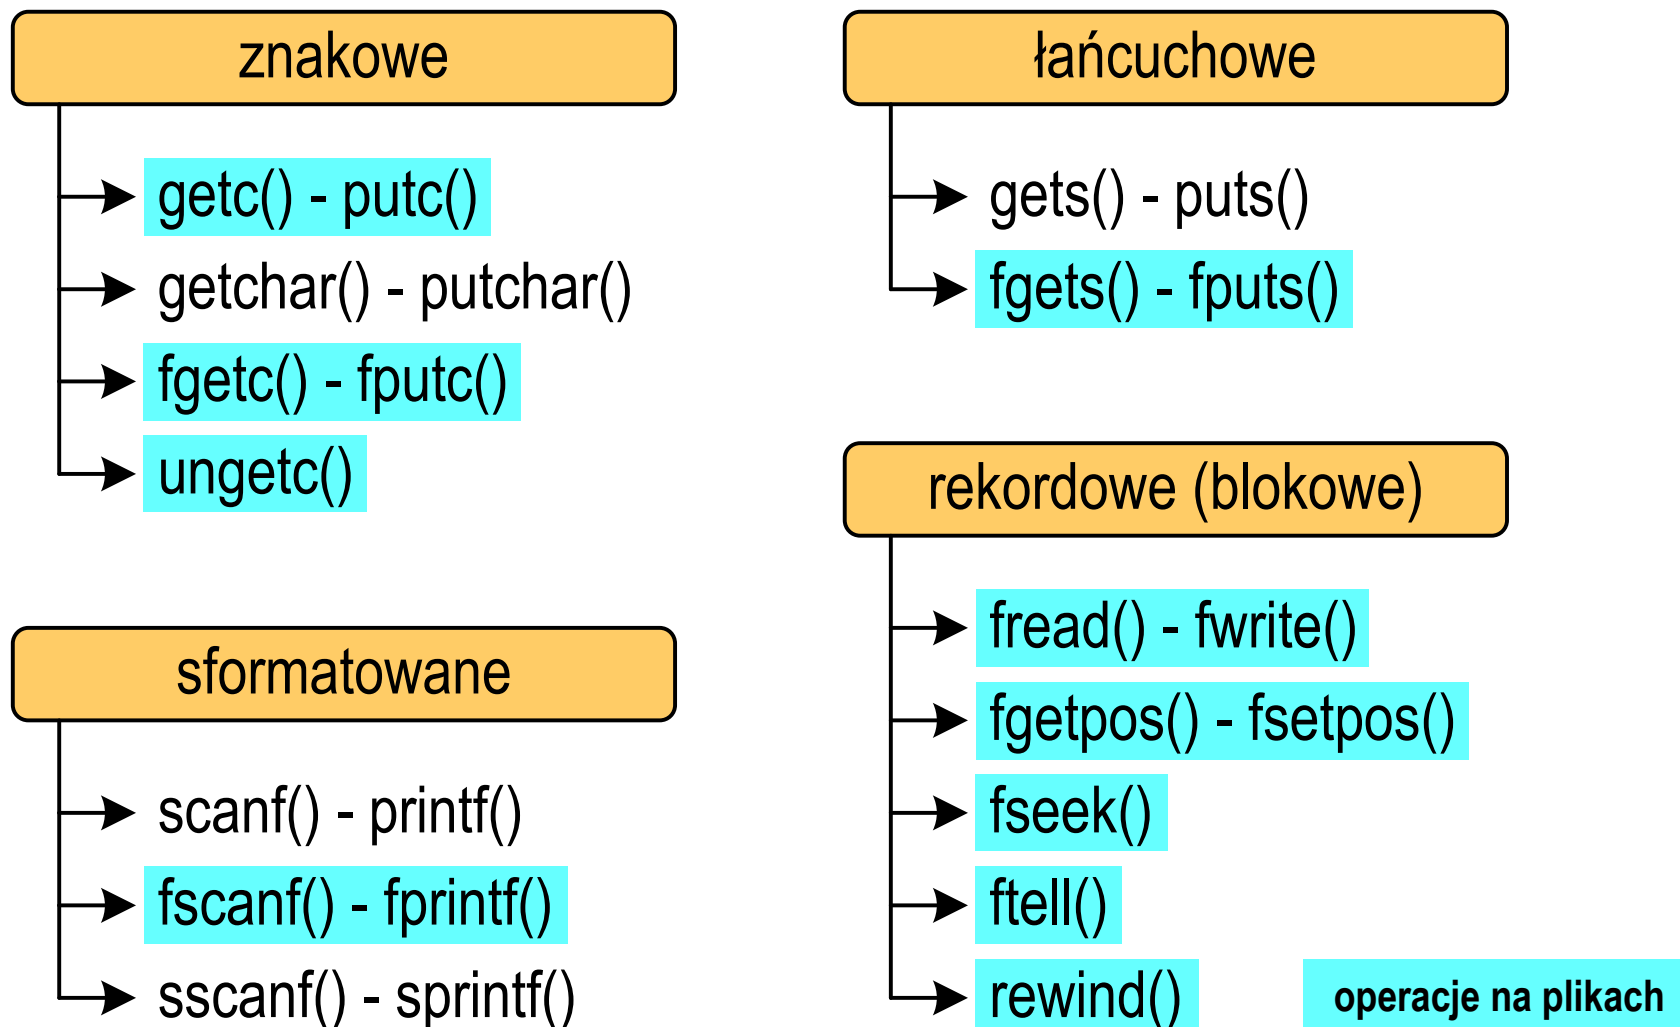 znakowe
getc() - putc()
getchar() - putchar()
fgetc() - fputc()
ungetc()
sformatowane
scanf() - printf()
fscanf() - fprintf()
sscanf() - sprintf()
łańcuchowe
gets() - puts()
fgets() - fputs()
rekordowe (blokowe)
fread() - fwrite()
fgetpos() - fsetpos()
fseek()
ftell()
rewind()
operacje na plikach